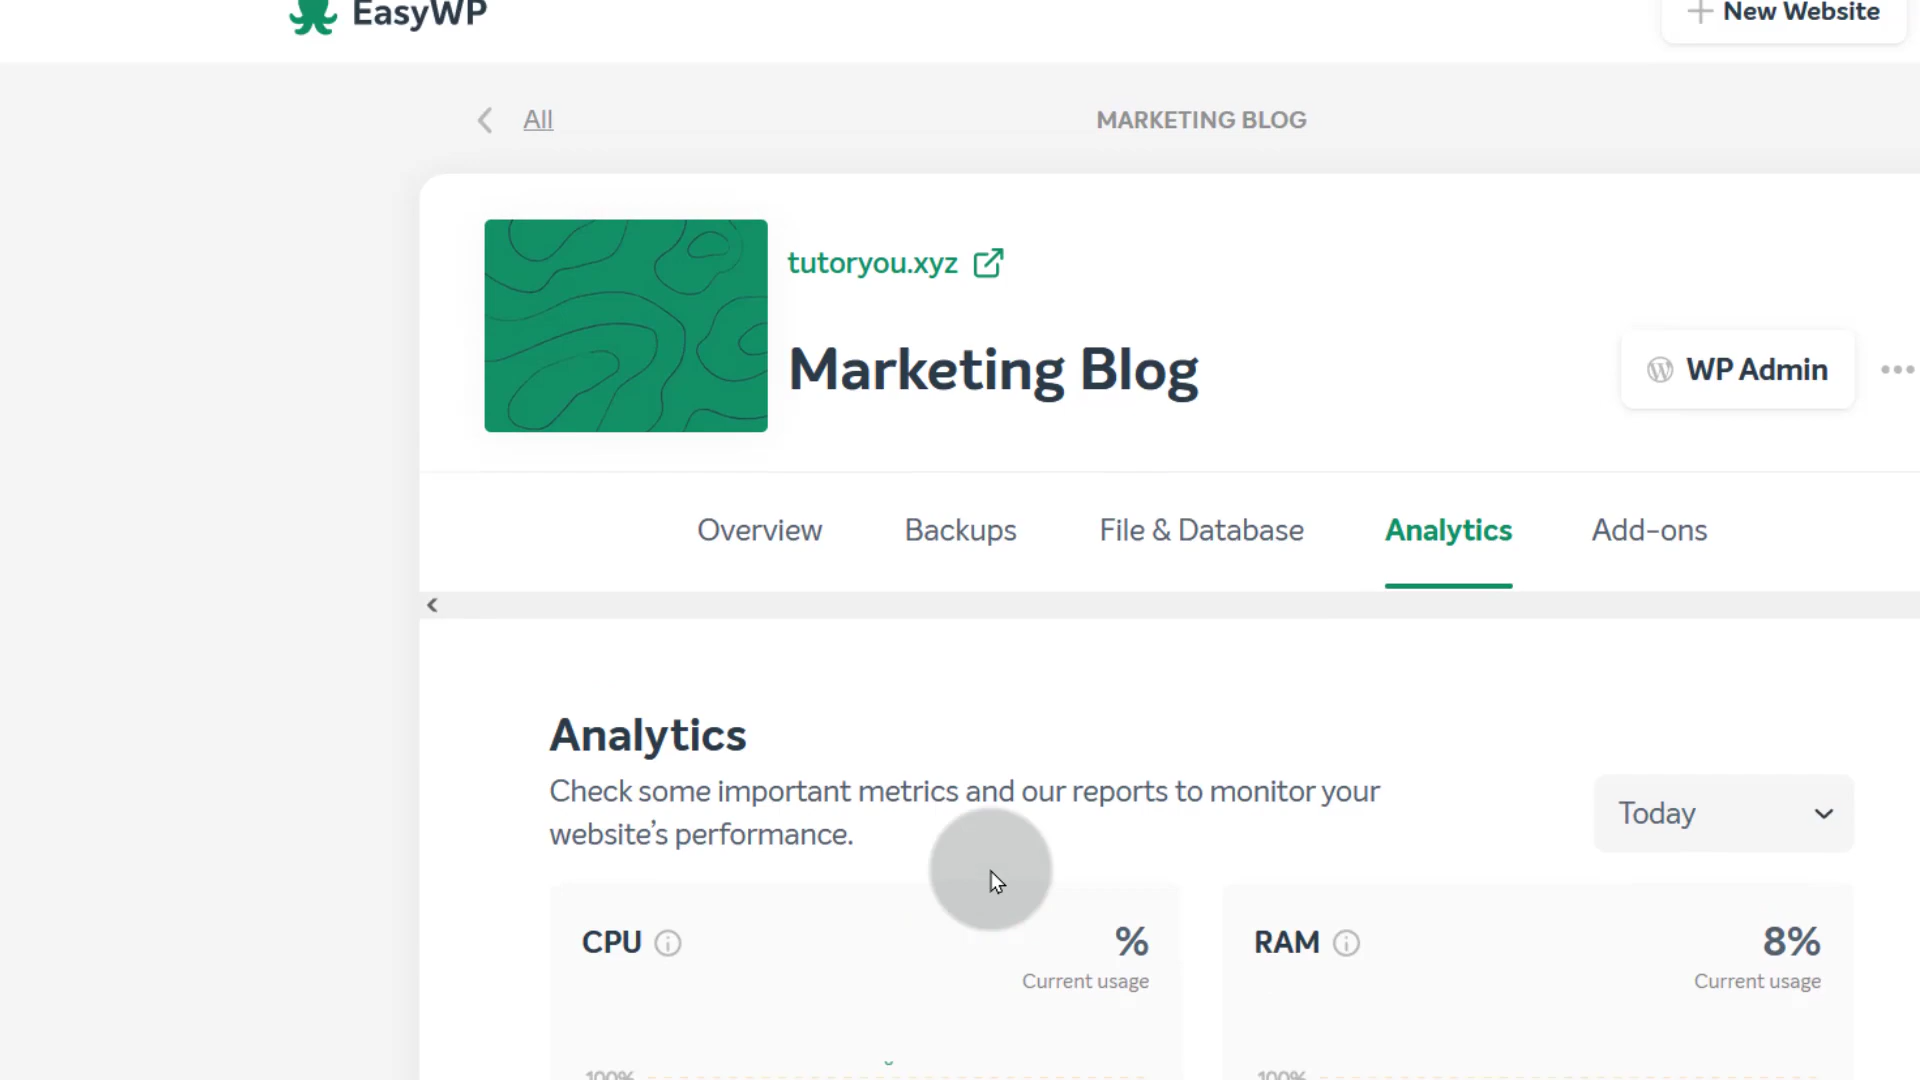 EasyWP
New Website
All
MARKETING BLOG
tutoryou.xyz
Marketing Blog
WP Admin
Overview
Backups
File & Database
Analytics
Add-ons
Analytics
Check some important metrics and our reports to monitor your
website's performance.
Today
CPU
%
Current usage
RAM
8%
Current usage
100%
100%